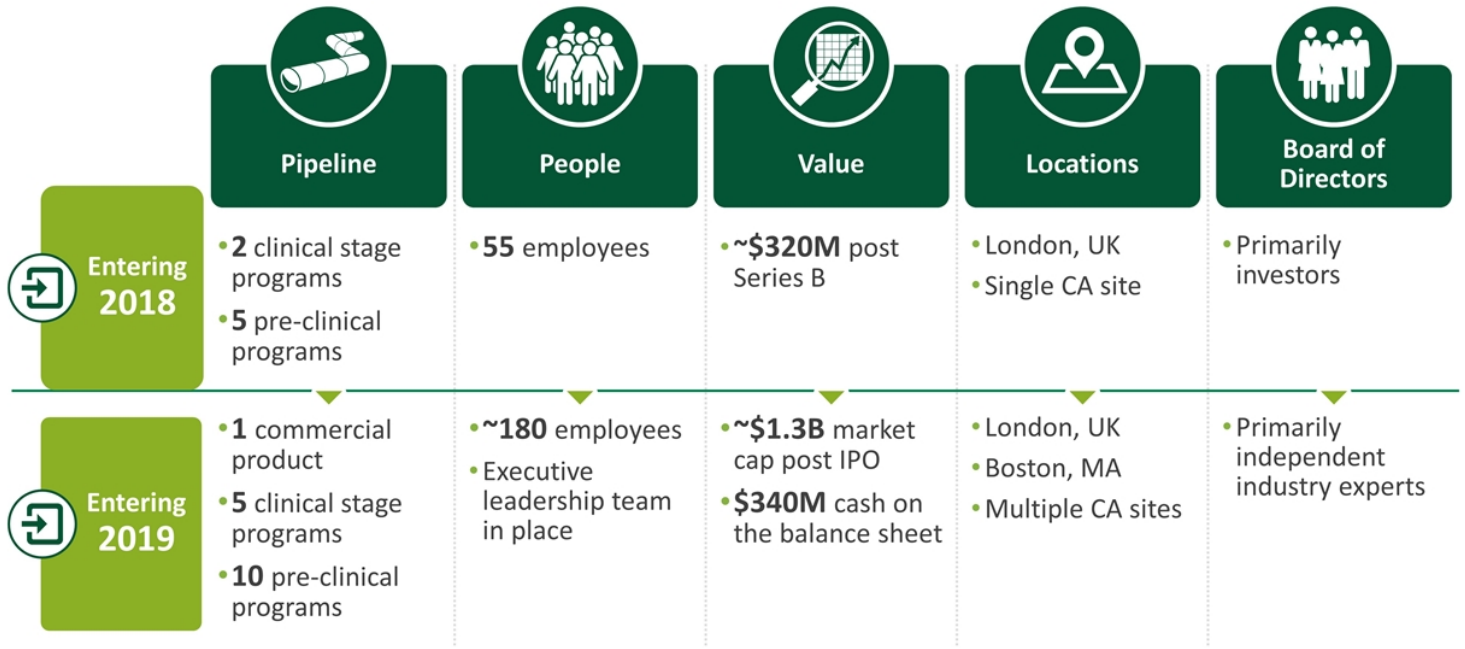 Pipeline
People
Value
Locations
Board of
Directors
Entering
2018
• 2 clinical stage
programs
• 5 pre-clinical
programs
• 55 employees
• ~$320M post
Series B
• London, UK
• Single CA site
• Primarily
investors
Entering
2019
• 1 commercial
product
• 5 clinical stage
programs
• 10 pre-clinical
programs
• ~180 employees
• Executive
leadership team
in place
• ~$1.3B market
cap post IPO
• $340M cash on
the balance sheet
• London, UK
• Boston, MA
• Multiple CA sites
• Primarily
independent
industry experts